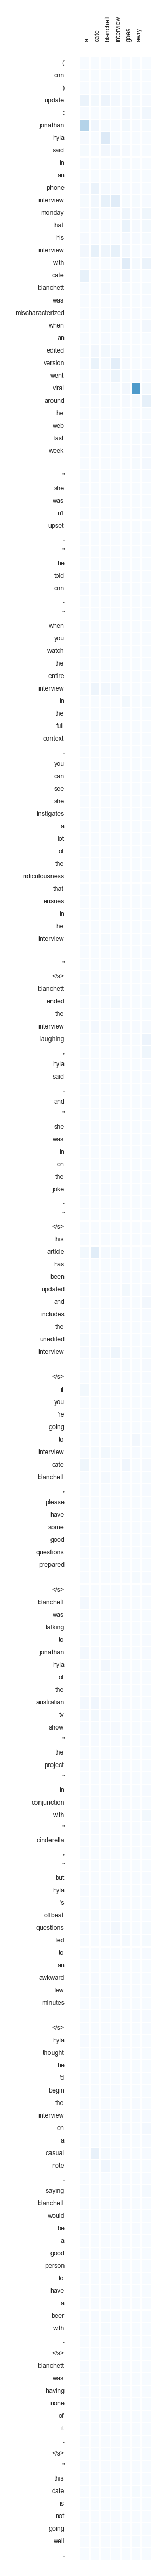 a
cate
blanchett
interview
goes
awry
(
cnn
)
update
:
jonathan
hyla
said
in
an
phone
interview
monday
that
his
interview
with
cate
blanchett
was
mischaracterized
when
an
edited
version
went
viral
around
the
web
last
week
.
"
she
was
n't
upset
,
"
he
told
cnn
.
"
when
you
watch
the
entire
interview
in
the
full
context
,
you
can
see
she
instigates
a
lot
of
the
ridiculousness
that
ensues
in
the
interview
.
"
</s>
blanchett
ended
the
interview
laughing
,
hyla
said
,
and
"
she
was
in
on
the
joke
.
"
</s>
this
article
has
been
updated
and
includes
the
unedited
interview
.
</s>
if
you
're
going
to
interview
cate
blanchett
,
please
have
some
good
questions
prepared
.
</s>
blanchett
was
talking
to
jonathan
hyla
of
the
australian
tv
show
"
the
project
"
in
conjunction
with
"
cinderella
,
"
but
hyla
's
offbeat
questions
led
to
an
awkward
few
minutes
.
</s>
hyla
thought
he
'd
begin
the
interview
on
a
casual
note
,
saying
blanchett
would
be
a
good
person
to
have
a
beer
with
.
</s>
blanchett
was
having
none
of
it
.
</s>
"
this
date
is
not
going
well
;